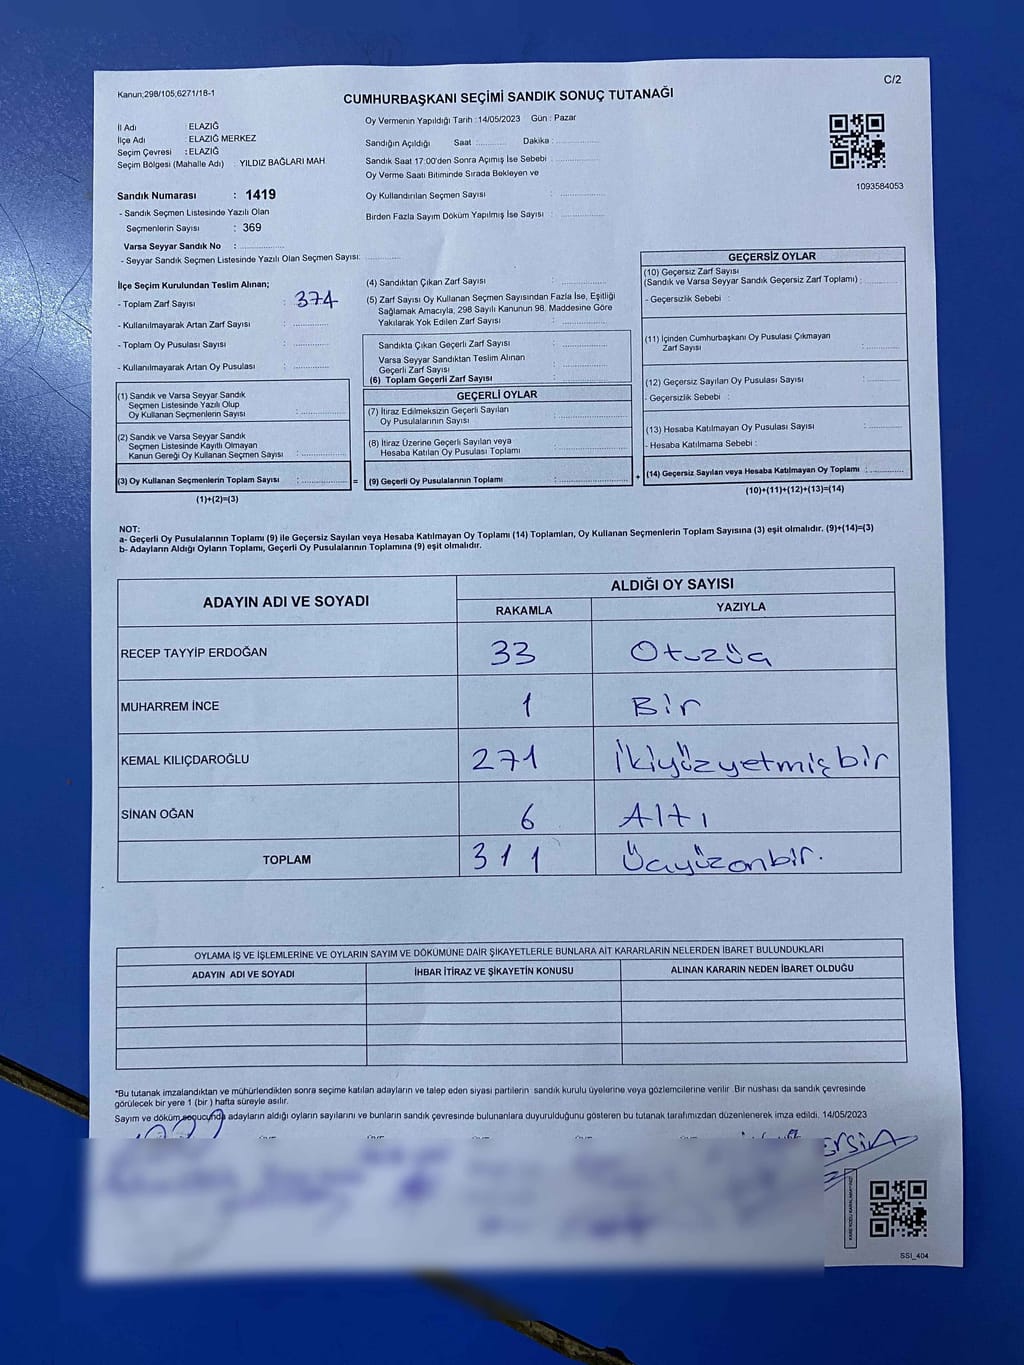 Kanun;298/105,6271/18-1
C/2
CUMHURBAŞKANI SEÇİMİ SANDIK SONUÇ TUTANAĞI
İl Adı : ELAZIĞ
İlçe Adı : ELAZIĞ MERKEZ
Seçim Çevresi : ELAZIĞ
Seçim Bölgesi (Mahalle Adı) : YILDIZ BAĞLARI MAH
Sandık Numarası : 1419
- Sandık Seçmen Listesinde Yazılı Olan
Seçmenlerin Sayısı : 369
Varsa Seyyar Sandık No :
- Seyyar Sandık Seçmen Listesinde Yazılı Olan Seçmen Sayısı:
Oy Vermenin Yapıldığı Tarih :14/05/2023 Gün : Pazar
Sandığın Açıldığı Saat Dakika :
Sandık Saat 17:00'den Sonra Açımış İse Sebebi :
Oy Verme Saati Bitiminde Sırada Bekleyen ve
Oy Kullandırılan Seçmen Sayısı :
Birden Fazla Sayım Döküm Yapılmış İse Sayısı :
1093584053
İlçe Seçim Kurulundan Teslim Alınan;
- Toplam Zarf Sayısı : 374
- Kullanılmayarak Artan Zarf Sayısı :
- Toplam Oy Pusulası Sayısı :
- Kullanılmayarak Artan Oy Pusulası :
(1) Sandık ve Varsa Seyyar Sandık
Seçmen Listesinde Yazılı Olup
Oy Kullanan Seçmenlerin Sayısı :
(2) Sandık ve Varsa Seyyar Sandık
Seçmen Listesinde Kayıtlı Olmayan
Kanun Gereği Oy Kullanan Seçmen Sayısı :
(3) Oy Kullanan Seçmenlerin Toplam Sayısı : =
(1)+(2)=(3)
(4) Sandıktan Çıkan Zarf Sayısı :
(5) Zarf Sayısı Oy Kullanan Seçmen Sayısından Fazla İse, Eşitliği
Sağlamak Amacıyla, 298 Sayılı Kanunun 98. Maddesine Göre
Yakılarak Yok Edilen Zarf Sayısı :
Sandıkta Çıkan Geçerli Zarf Sayısı :
Varsa Seyyar Sandıktan Teslim Alınan
Geçerli Zarf Sayısı :
(6) Toplam Geçerli Zarf Sayısı :
GEÇERLİ OYLAR
(7) İtiraz Edilmeksizin Geçerli Sayılan
Oy Pusulalarının Sayısı :
(8) İtiraz Üzerine Geçerli Sayılan veya
Hesaba Katılan Oy Pusulası Toplamı :
(9) Geçerli Oy Pusulalarının Toplamı : +
GEÇERSİZ OYLAR
(10) Geçersiz Zarf Sayısı
(Sandık ve Varsa Seyyar Sandık Geçersiz Zarf Toplamı) :
- Geçersizlik Sebebi :
(11) İçinden Cumhurbaşkanı Oy Pusulası Çıkmayan
Zarf Sayısı :
(12) Geçersiz Sayılan Oy Pusulası Sayısı :
- Geçersizlik Sebebi :
(13) Hesaba Katılmayan Oy Pusulası Sayısı :
- Hesaba Katılmama Sebebi :
(14) Geçersiz Sayılan veya Hesaba Katılmayan Oy Toplamı :
(10)+(11)+(12)+(13)=(14)
NOT:
a- Geçerli Oy Pusulalarının Toplamı (9) ile Geçersiz Sayılan veya Hesaba Katılmayan Oy Toplamı (14) Toplamları, Oy Kullanan Seçmenlerin Toplam Sayısına (3) eşit olmalıdır. (9)+(14)=(3)
b- Adayların Aldığı Oyların Toplamı, Geçerli Oy Pusulalarının Toplamına (9) eşit olmalıdır.
ADAYIN ADI VE SOYADI ALDIĞI OY SAYISI
RAKAMLA YAZIYLA
RECEP TAYYİP ERDOĞAN 33 Otuzüç
MUHARREM İNCE 1 Bir
KEMAL KILIÇDAROĞLU 271 İkiyüzyetmişbir
SİNAN OĞAN 6 Altı
TOPLAM 311 Üçyüzonbir.
OYLAMA İŞ VE İŞLEMLERİNE VE OYLARIN SAYIM VE DÖKÜMÜNE DAİR ŞİKAYETLERLE BUNLARA AİT KARARLARIN NELERDEN İBARET BULUNDUKLARI
ADAYIN ADI VE SOYADI İHBAR İTİRAZ VE ŞİKAYETİN KONUSU ALINAN KARARIN NEDEN İBARET OLDUĞU
*Bu tutanak imzalandıktan ve mühürlendikten sonra seçime katılan adayların ve talep eden siyasi partilerin sandık kurulu üyelerine veya gözlemcilerine verilir Bir nüshası da sandık çevresinde
görülecek bir yere 1 (bir ) hafta süreyle asılır.
Sayım ve döküm sonucunda adayların aldığı oyların sayılarını ve bunların sandık çevresinde bulunanlara duyurulduğunu gösteren bu tutanak tarafımızdan düzenlenerek imza edildi. 14/05/2023
ERSİN
SSI_404